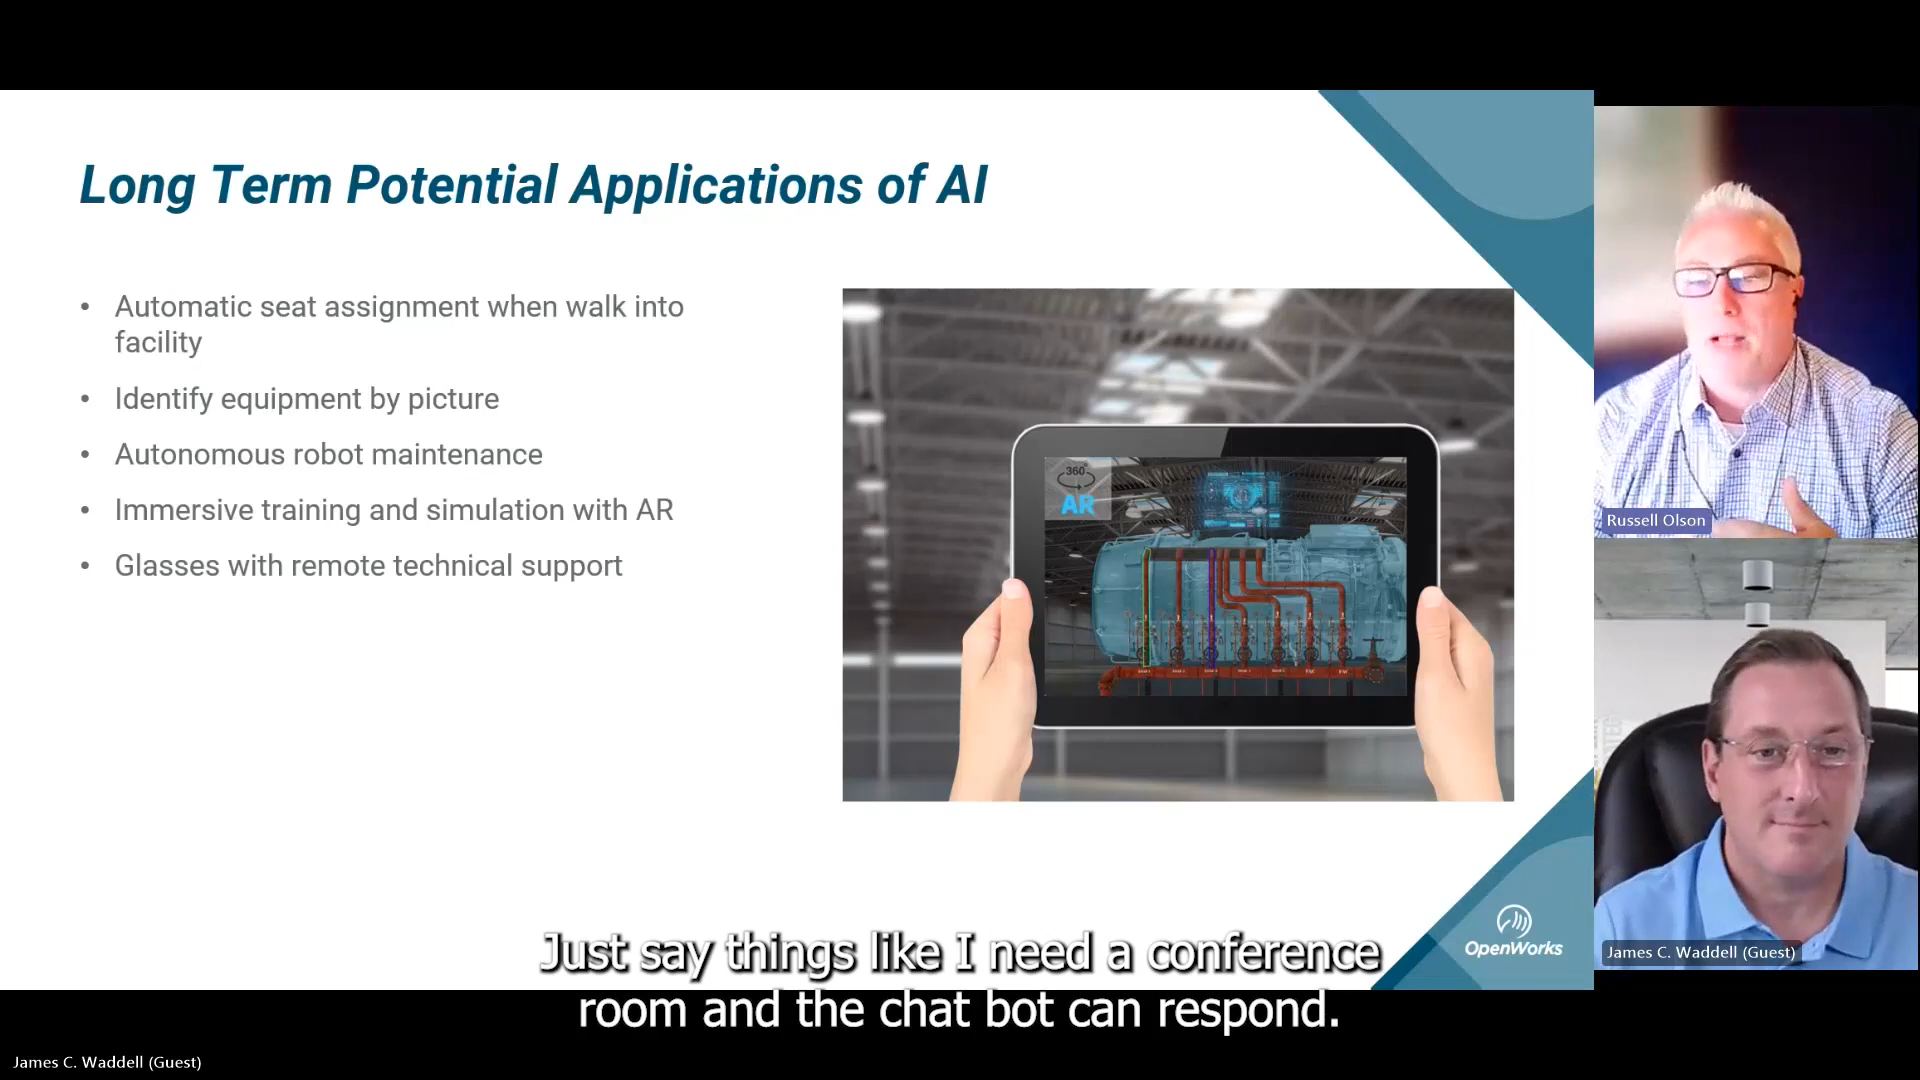 Long Term Potential Applications of AI
• Automatic seat assignment when walk into
facility
• Identify equipment by picture
• Autonomous robot maintenance
• Immersive training and simulation with AR
• Glasses with remote technical support
360°
AR
OpenWorks
Russell Olson
James C. Waddell (Guest)
Just say things like I need a conference
room and the chat bot can respond.
James C. Waddell (Guest)